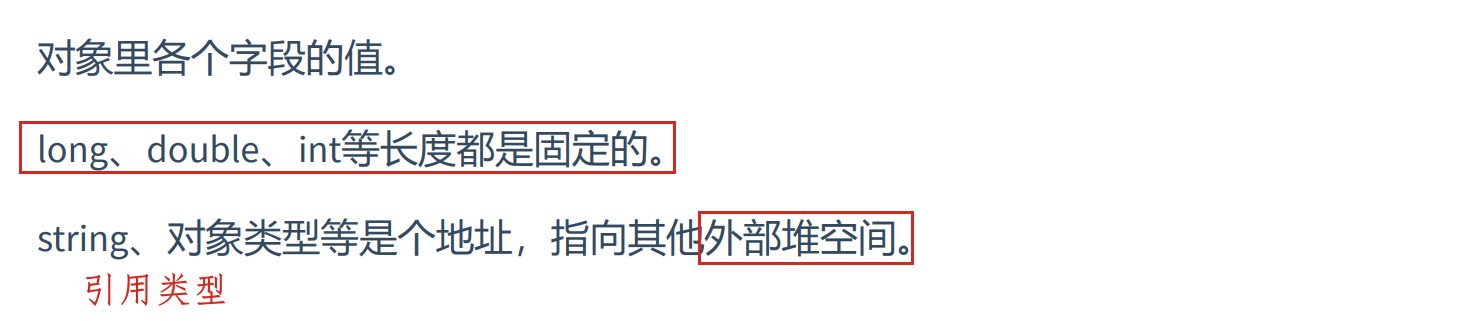 对象里各个字段的值。
long、double、int等长度都是固定的。
string、对象类型等是个地址，指向其他外部堆空间。
引用类型